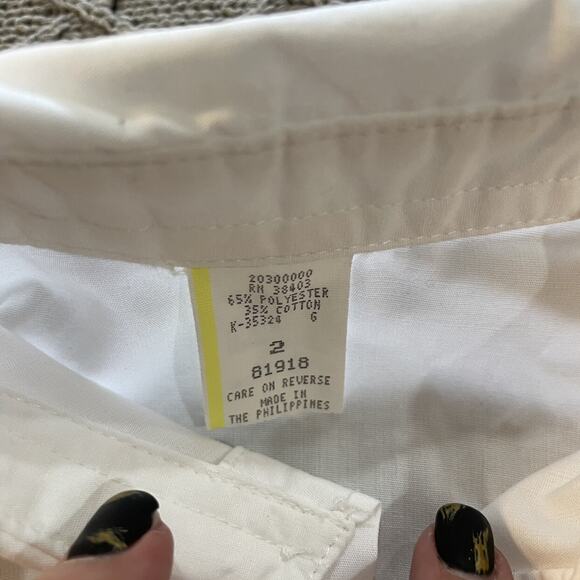 20300000
RN 38403
65% POLYESTER
35% COTTON
K-35324 G
2
81918
CARE ON REVERSE
MADE IN
THE PHILIPPINES